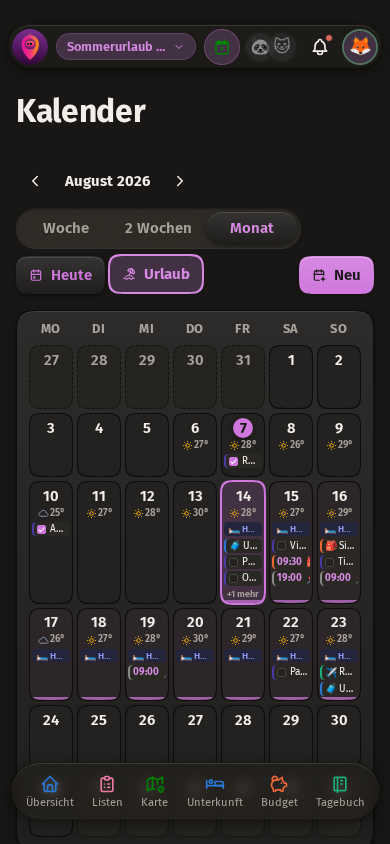 Sommerurlaub ...
Kalender
August 2026
Woche 2 Wochen Monat
Heute Urlaub Neu
MO DI MI DO FR SA SO
27 28 29 30 31 1 2
3 4 5 6 7 8 9
27° 28° 26° 29°
R...
10 11 12 13 14 15 16
25° 27° 28° 30° 28° 27° 29°
H... H... H...
A... U... Vi... Si...
P... 09:30 Ti...
O... 19:00 09:00
+1 mehr
17 18 19 20 21 22 23
26° 27° 28° 30° 29° 27° 28°
H... H... H... H... H... H... H...
09:00 Pa... R...
U...
24 25 26 27 28 29 30
Übersicht Listen Karte Unterkunft Budget Tagebuch